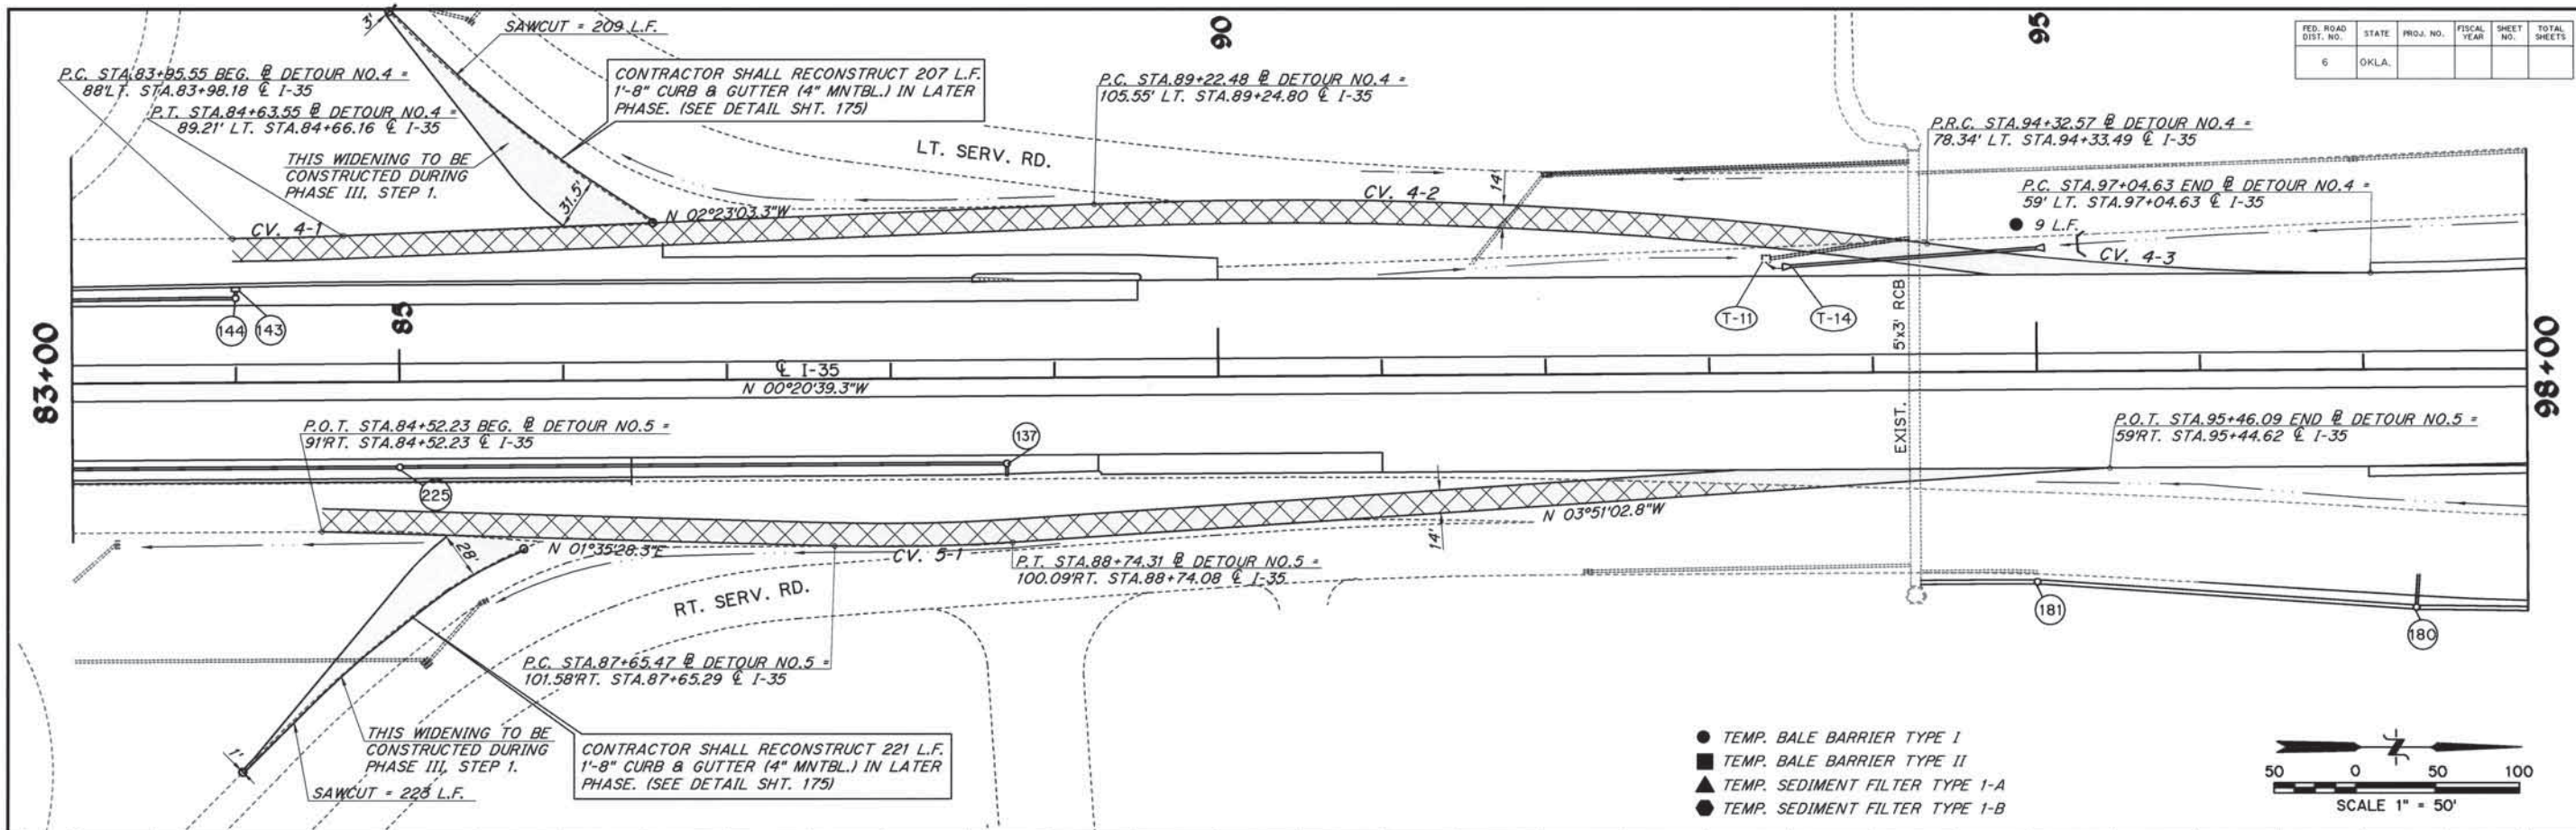 3'
SAWCUT = 209 L.F.
90
95
FED. ROAD DIST. NO.
STATE
PROJ. NO.
FISCAL YEAR
SHEET NO.
TOTAL SHEETS
6
OKLA.
P.C. STA.83+95.55 BEG. ⅊ DETOUR NO.4 =
88'LT. STA.83+98.18 ℄ I-35
P.T. STA.84+63.55 ⅊ DETOUR NO.4 =
89.21' LT. STA.84+66.16 ℄ I-35
CONTRACTOR SHALL RECONSTRUCT 207 L.F.
1'-8" CURB & GUTTER (4" MNTBL.) IN LATER
PHASE. (SEE DETAIL SHT. 175)
P.C. STA.89+22.48 ⅊ DETOUR NO.4 =
105.55' LT. STA.89+24.80 ℄ I-35
P.R.C. STA.94+32.57 ⅊ DETOUR NO.4 =
78.34' LT. STA.94+33.49 ℄ I-35
THIS WIDENING TO BE
CONSTRUCTED DURING
PHASE III, STEP 1.
LT. SERV. RD.
14'
P.C. STA.97+04.63 END ⅊ DETOUR NO.4 =
59' LT. STA.97+04.63 ℄ I-35
31.5'
CV. 4-1
N 02°23'03.3"W
CV. 4-2
9 L.F.
CV. 4-3
144
143
85
T-11
T-14
5'x3' RCB
EXIST.
83+00
98+00
℄ I-35
N 00°20'39.3"W
P.O.T. STA.84+52.23 BEG. ⅊ DETOUR NO.5 =
91'RT. STA.84+52.23 ℄ I-35
137
P.O.T. STA.95+46.09 END ⅊ DETOUR NO.5 =
59'RT. STA.95+44.62 ℄ I-35
225
28'
N 01°35'28.3"E
CV. 5-1
N 03°51'02.8"W
14'
P.T. STA.88+74.31 ⅊ DETOUR NO.5 =
100.09'RT. STA.88+74.08 ℄ I-35
RT. SERV. RD.
181
180
P.C. STA.87+65.47 ⅊ DETOUR NO.5 =
101.58'RT. STA.87+65.29 ℄ I-35
1'
THIS WIDENING TO BE
CONSTRUCTED DURING
PHASE III, STEP 1.
SAWCUT = 223 L.F.
CONTRACTOR SHALL RECONSTRUCT 221 L.F.
1'-8" CURB & GUTTER (4" MNTBL.) IN LATER
PHASE. (SEE DETAIL SHT. 175)
TEMP. BALE BARRIER TYPE I
TEMP. BALE BARRIER TYPE II
TEMP. SEDIMENT FILTER TYPE 1-A
TEMP. SEDIMENT FILTER TYPE 1-B
50 0 50 100
SCALE 1" = 50'